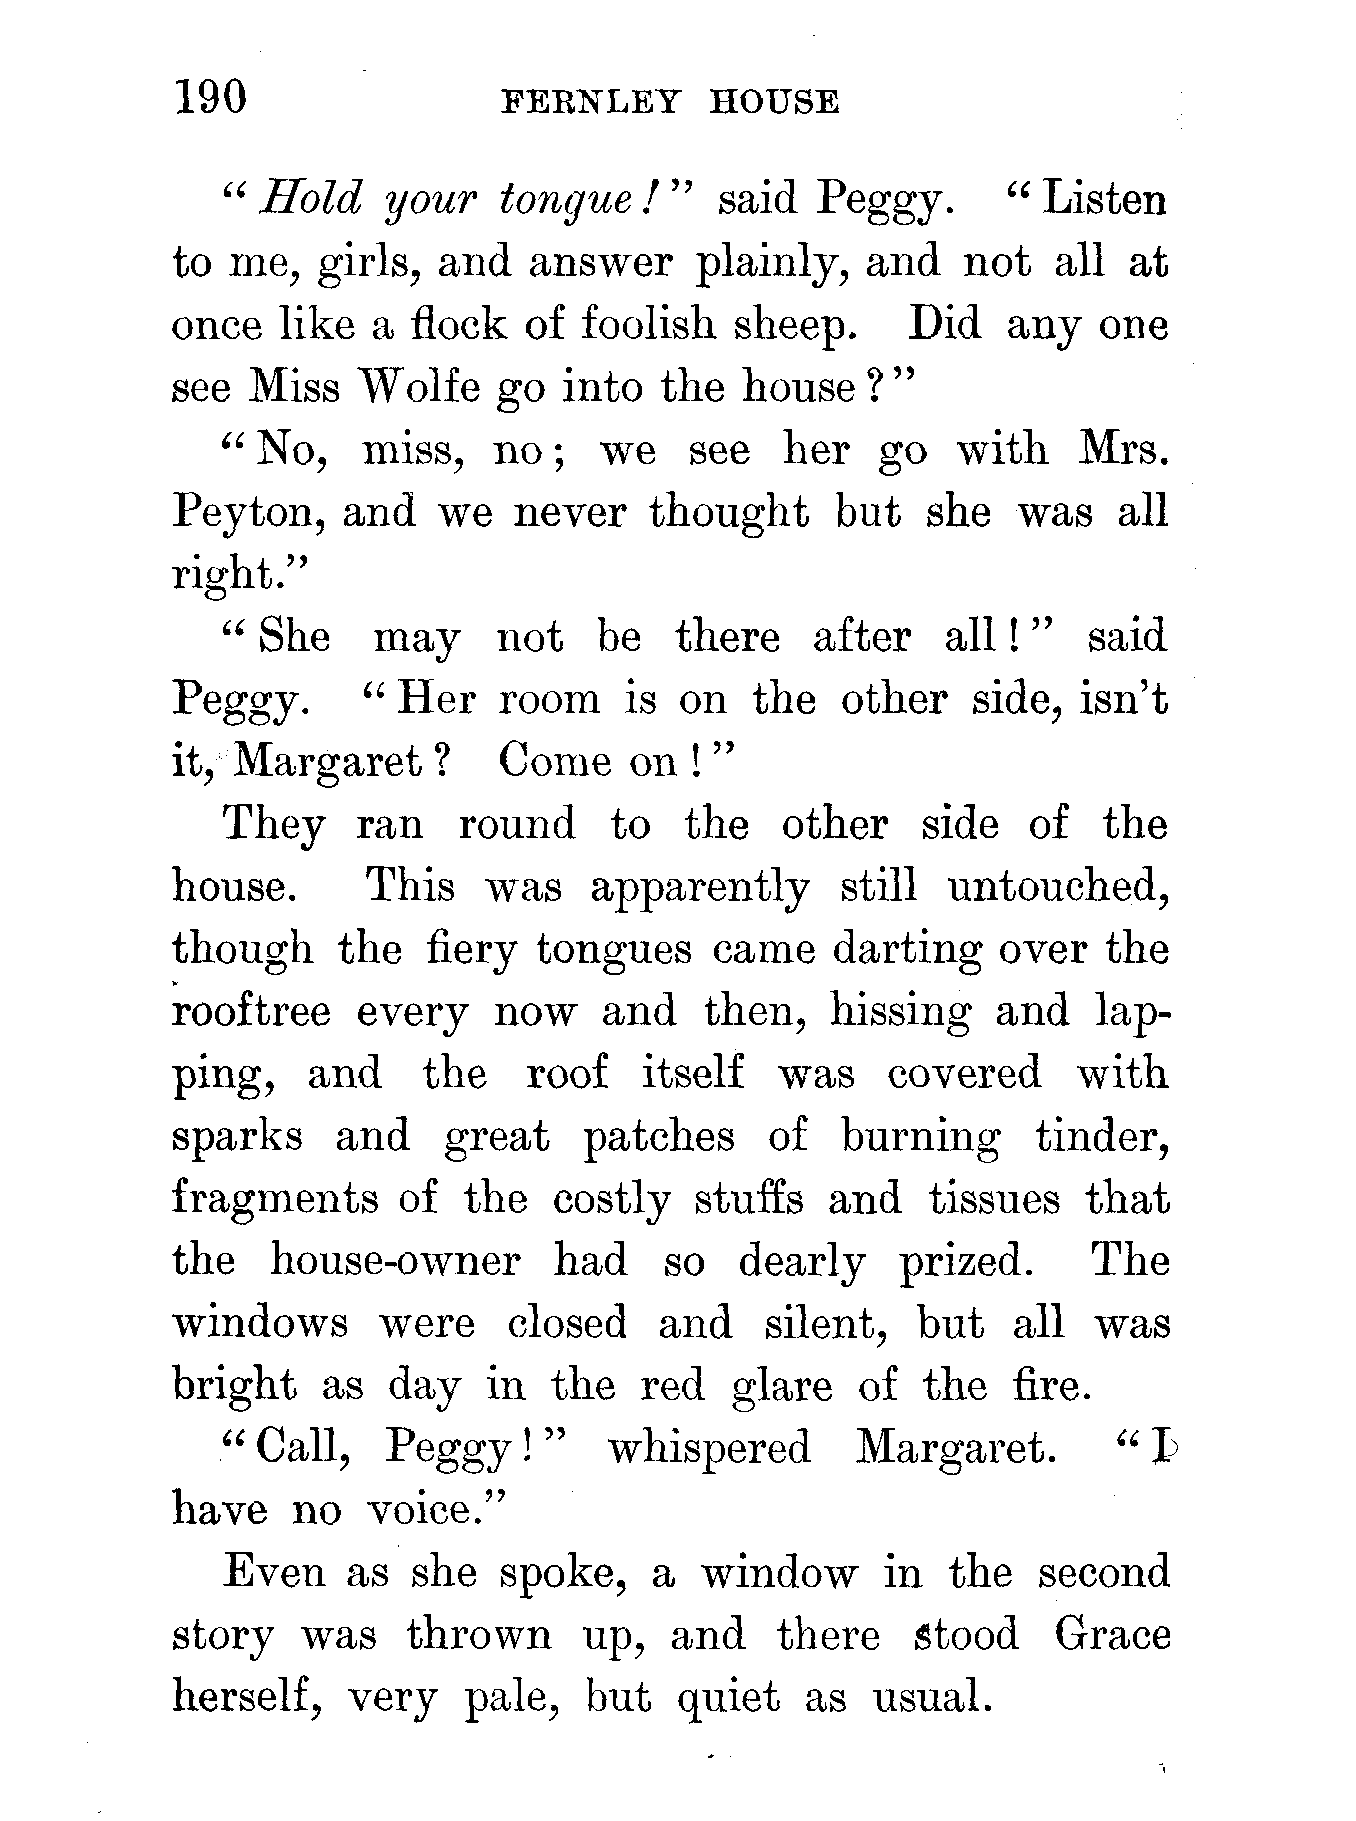 190 FERNLEY HOUSE
"Hold your tongue!" said Peggy. "Listen
to me, girls, and answer plainly, and not all at
once like a flock of foolish sheep. Did any one
see Miss Wolfe go into the house?"
"No, miss, no; we see her go with Mrs.
Peyton, and we never thought but she was all
right."
"She may not be there after all!" said
Peggy. "Her room is on the other side, isn't
it, Margaret? Come on!"
They ran round to the other side of the
house. This was apparently still untouched,
though the fiery tongues came darting over the
rooftree every now and then, hissing and lap-
ping, and the roof itself was covered with
sparks and great patches of burning tinder,
fragments of the costly stuffs and tissues that
the house-owner had so dearly prized. The
windows were closed and silent, but all was
bright as day in the red glare of the fire.
"Call, Peggy!" whispered Margaret. "I
have no voice."
Even as she spoke, a window in the second
story was thrown up, and there stood Grace
herself, very pale, but quiet as usual.